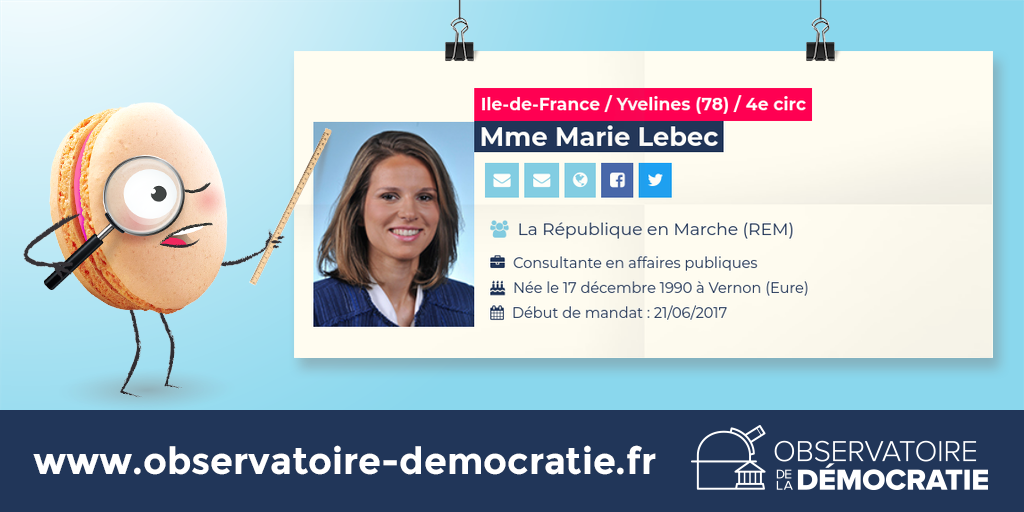 Ile-de-France / Yvelines (78) / 4e circ
Mme Marie Lebec
La République en Marche (REM)
Consultante en affaires publiques
Née le 17 décembre 1990 à Vernon (Eure)
Début de mandat : 21/06/2017
www.observatoire-democratie.fr
OBSERVATOIRE
DE LA DÉMOCRATIE